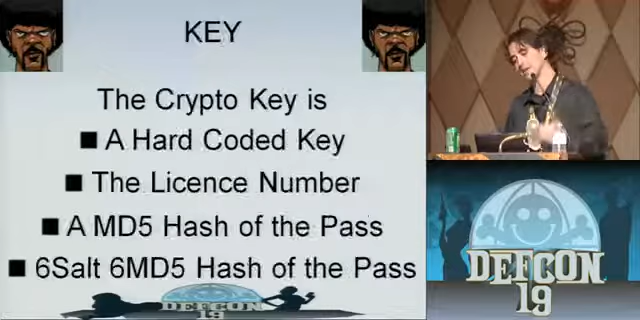 KEY
The Crypto Key is
■ A Hard Coded Key
■ The Licence Number
■ A MD5 Hash of the Pass
■ 6Salt 6MD5 Hash of the Pass
DEFCON
19
DEFCON
19